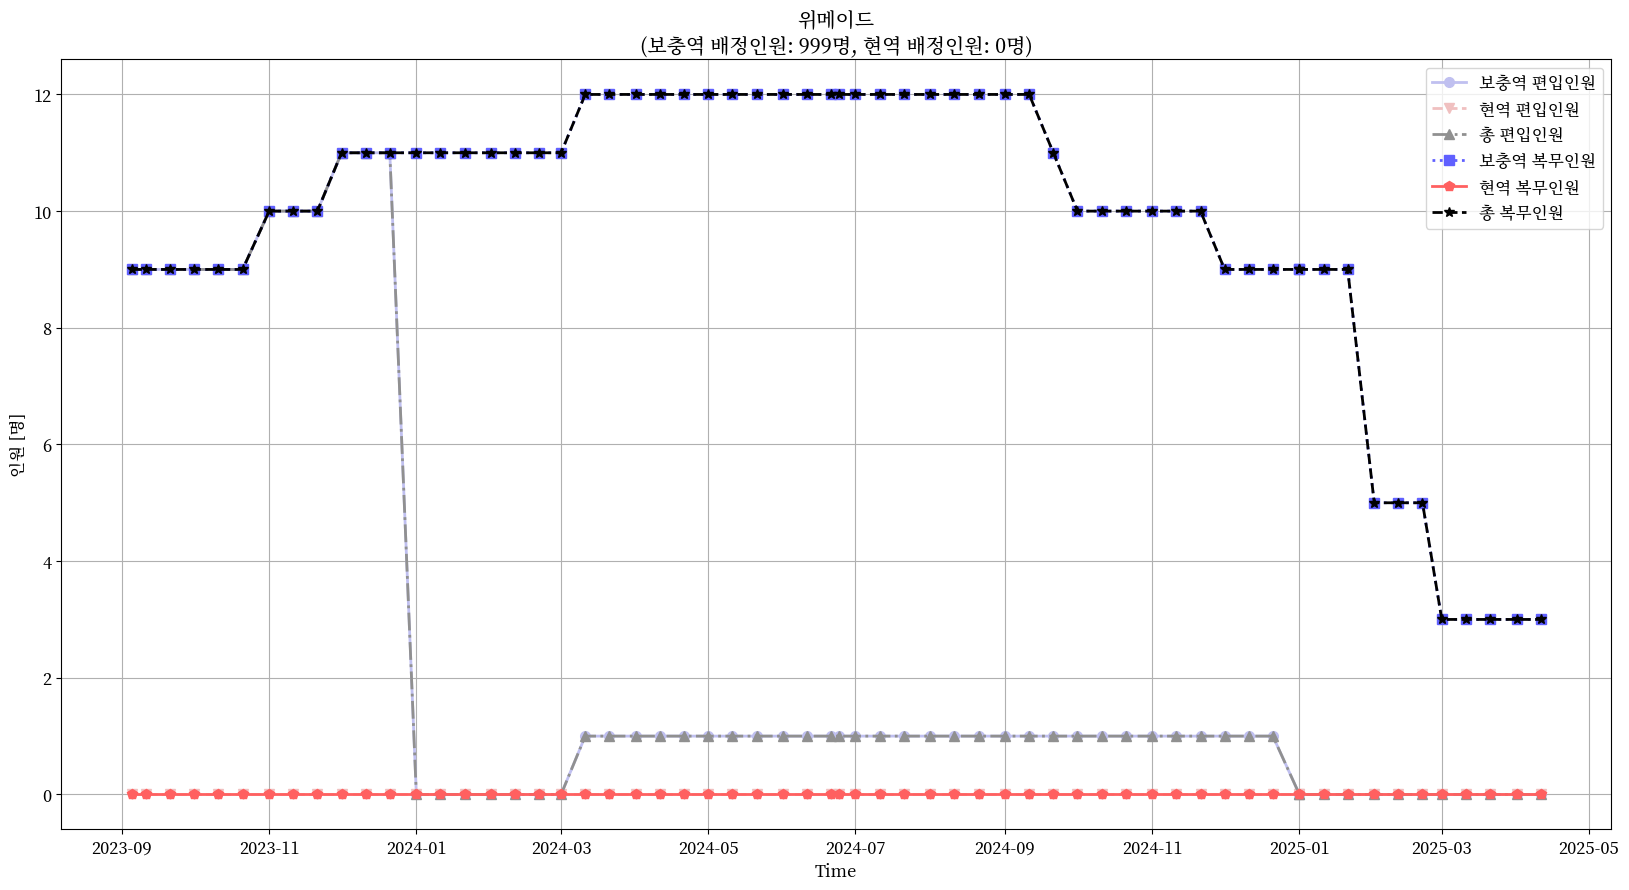 위메이드
(보충역 배정인원: 999명, 현역 배정인원: 0명)
보충역 편입인원
현역 편입인원
총 편입인원
보충역 복무인원
현역 복무인원
총 복무인원
인원 [명]
12
10
8
6
4
2
0
2023-09
2023-11
2024-01
2024-03
2024-05
2024-07
2024-09
2024-11
2025-01
2025-03
2025-05
Time